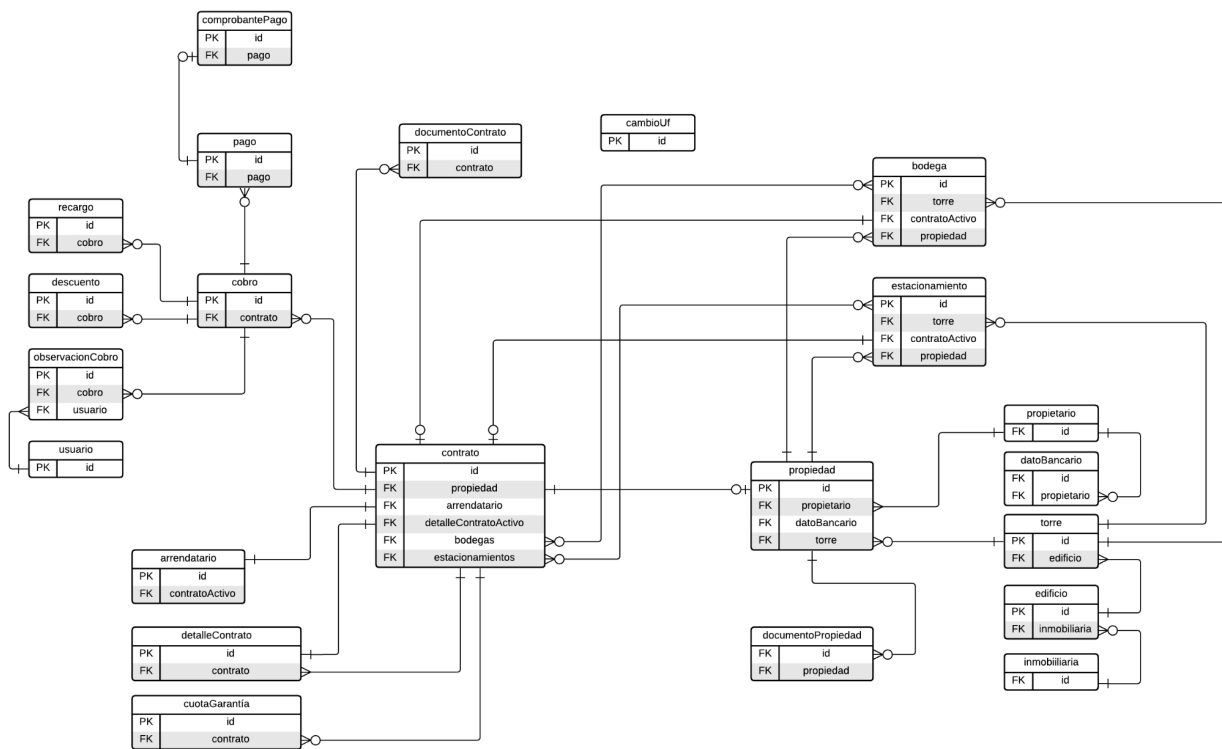 comprobantePago
PK id
FK pago
pago
PK id
FK pago
recargo
PK id
FK cobro
descuento
PK id
FK cobro
observacionCobro
PK id
FK cobro
FK usuario
usuario
PK id
cobro
PK id
FK contrato
documentoContrato
PK id
FK contrato
cambioUf
PK id
bodega
PK id
FK torre
FK contratoActivo
FK propiedad
estacionamiento
PK id
FK torre
FK contratoActivo
FK propiedad
contrato
PK id
FK propiedad
FK arrendatario
FK detalleContratoActivo
FK bodegas
FK estacionamientos
arrendatario
PK id
FK contratoActivo
detalleContrato
PK id
FK contrato
cuotaGarantía
PK id
FK contrato
propiedad
PK id
FK propietario
FK datoBancario
FK torre
documentoPropiedad
FK id
FK propiedad
propietario
FK id
datoBancario
FK id
FK propietario
torre
PK id
FK edificio
edificio
PK id
FK inmobiliaria
inmobiiliaria
FK id